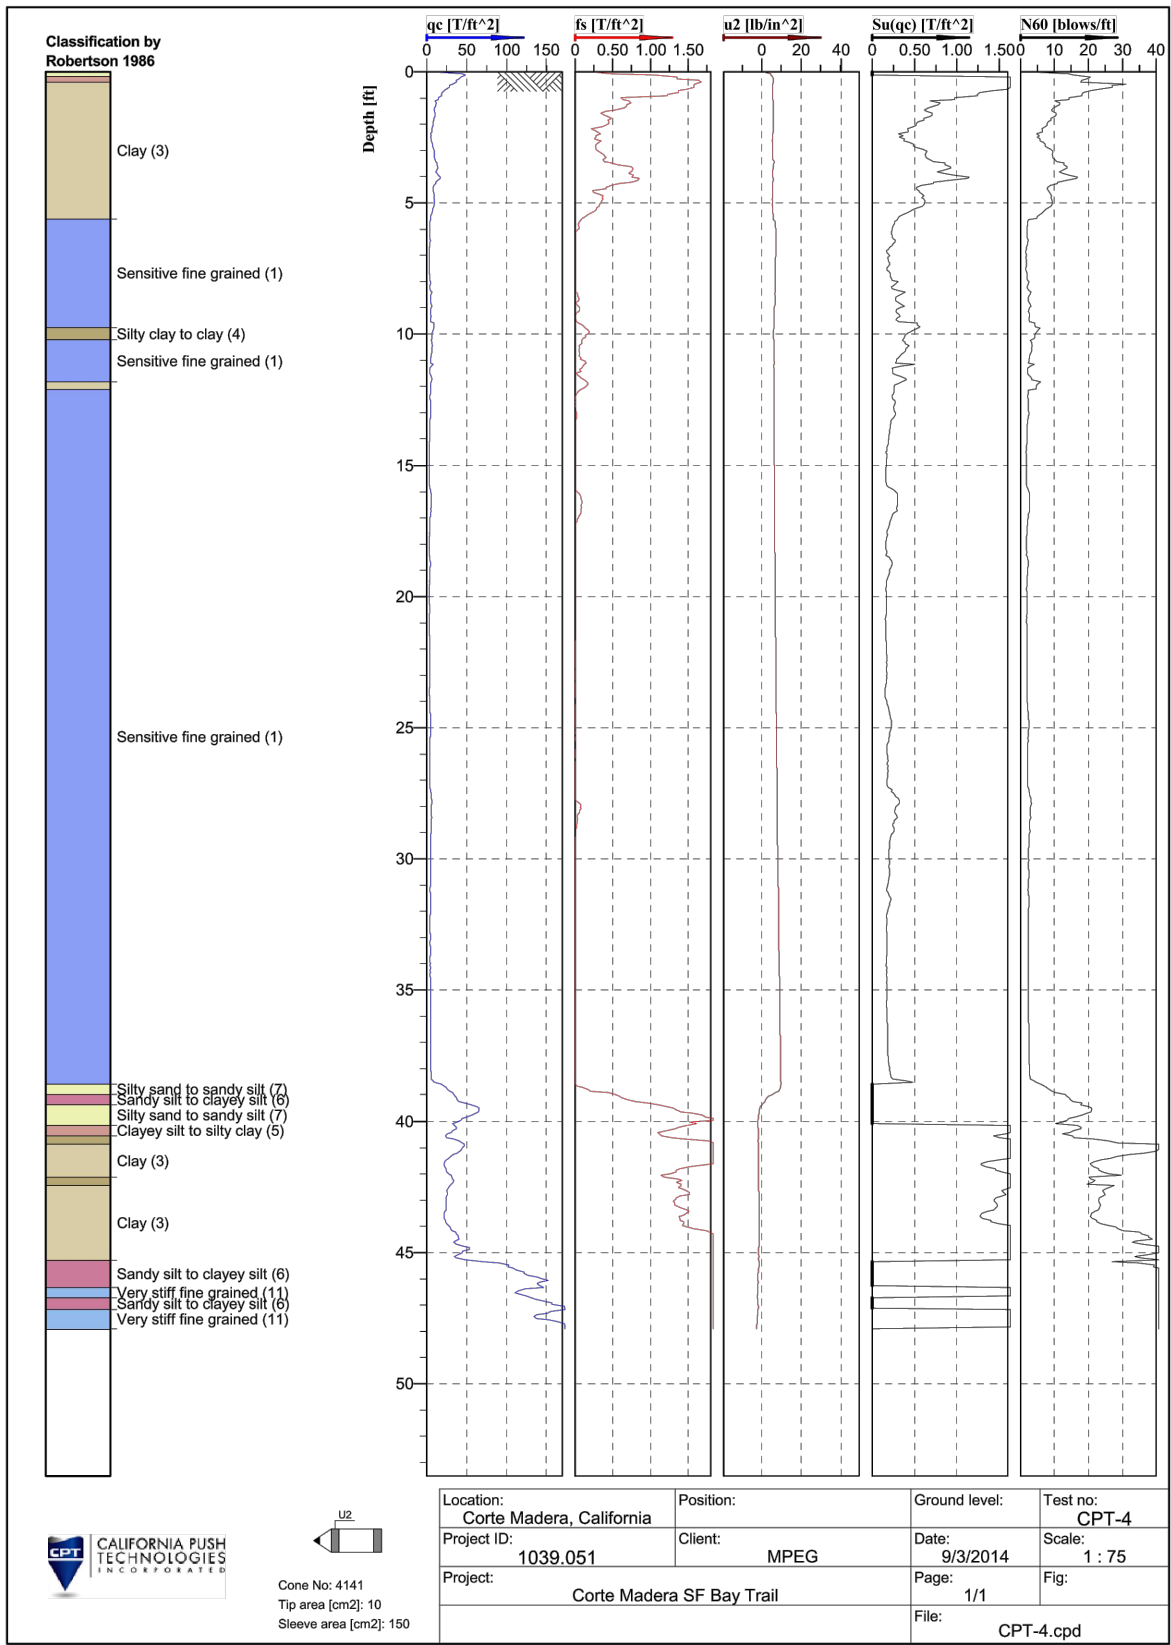 Classification by
Robertson 1986
qc [T/ft^2]
fs [T/ft^2]
u2 [lb/in^2]
Su(qc) [T/ft^2]
N60 [blows/ft]
0 50 100 150
0 0.50 1.00 1.50
0 20 40
0 0.50 1.00 1.50
0 10 20 30 40
Depth [ft]
0
5
10
15
20
25
30
35
40
45
50
Clay (3)
Sensitive fine grained (1)
Silty clay to clay (4)
Sensitive fine grained (1)
Sensitive fine grained (1)
Silty sand to sandy silt (7)
Sandy silt to clayey silt (6)
Silty sand to sandy silt (7)
Clayey silt to silty clay (5)
Clay (3)
Clay (3)
Sandy silt to clayey silt (6)
Very stiff fine grained (11)
Sandy silt to clayey silt (6)
Very stiff fine grained (11)
CPT
CALIFORNIA PUSH
TECHNOLOGIES
INCORPORATED
U2
Cone No: 4141
Tip area [cm2]: 10
Sleeve area [cm2]: 150
Location:
Corte Madera, California
Position:
Ground level:
Test no:
CPT-4
Project ID:
1039.051
Client:
MPEG
Date:
9/3/2014
Scale:
1 : 75
Project:
Corte Madera SF Bay Trail
Page:
1/1
Fig:
File:
CPT-4.cpd